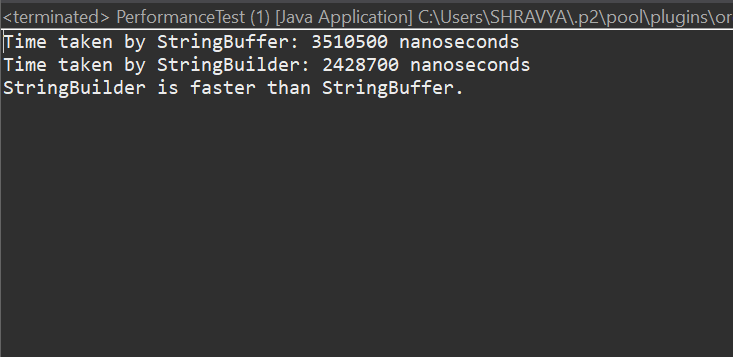 <terminated> PerformanceTest (1) [Java Application] C:\Users\SHRAVYA\.p2\pool\plugins\or
Time taken by StringBuffer: 3510500 nanoseconds
Time taken by StringBuilder: 2428700 nanoseconds
StringBuilder is faster than StringBuffer.